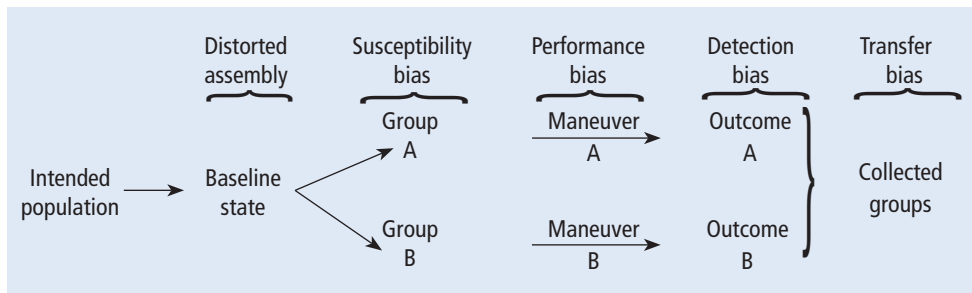 Distorted
assembly
Susceptibility
bias
Performance
bias
Detection
bias
Transfer
bias
Group
A
Maneuver
A
Outcome
A
Intended
population
Baseline
state
Collected
groups
Group
B
Maneuver
B
Outcome
B